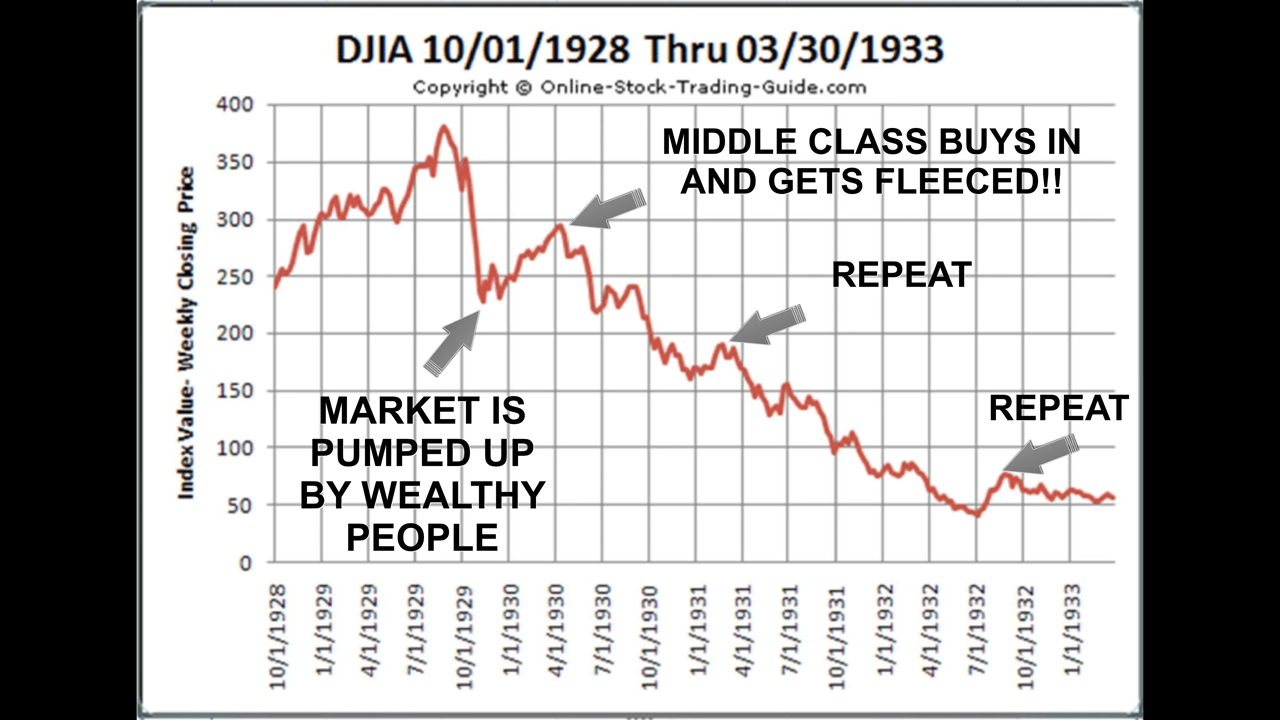 DJIA 10/01/1928 Thru 03/30/1933
Copyright © Online-Stock-Trading-Guide.com
Index Value- Weekly Closing Price
400
350
300
250
200
150
100
50
0
MIDDLE CLASS BUYS IN
AND GETS FLEECED!!
REPEAT
REPEAT
MARKET IS
PUMPED UP
BY WEALTHY
PEOPLE
10/1/1928
1/1/1929
4/1/1929
7/1/1929
10/1/1929
1/1/1930
4/1/1930
7/1/1930
10/1/1930
1/1/1931
4/1/1931
7/1/1931
10/1/1931
1/1/1932
4/1/1932
7/1/1932
10/1/1932
1/1/1933